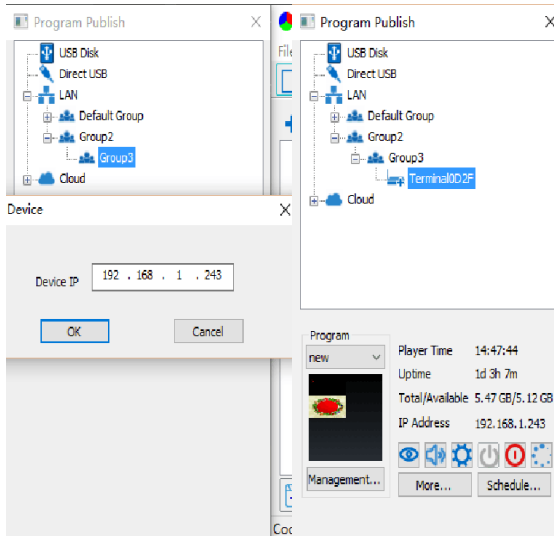 Program Publish
USB Disk
Direct USB
LAN
Default Group
Group2
Group3
Cloud
Device
Device IP 192 . 168 . 1 . 243
OK Cancel
File
Coo
Program Publish
USB Disk
Direct USB
LAN
Default Group
Group2
Group3
Terminal0D2F
Cloud
Program
new
Management...
Player Time 14:47:44
Uptime 1d 3h 7m
Total/Available 5.47 GB/5.12 GB
IP Address 192.168.1.243
More... Schedule...